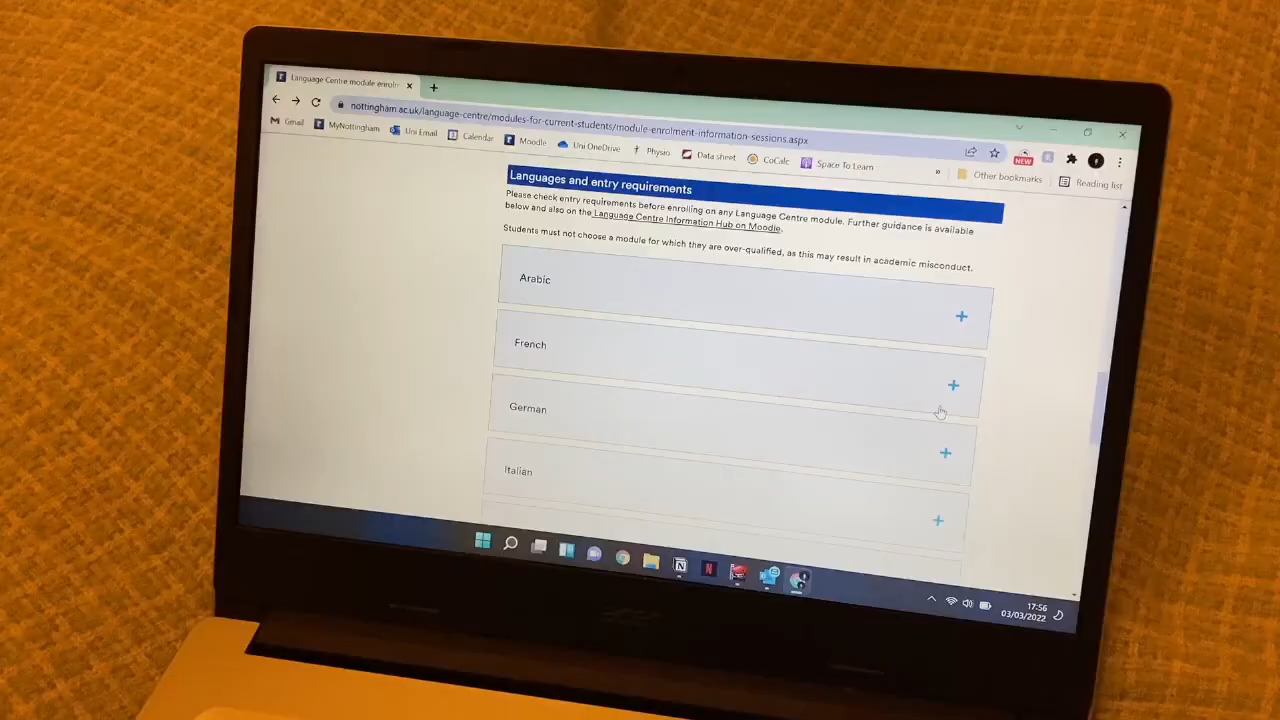 Language Centre module enroln
nottingham.ac.uk/language-centre/modules-for-current-students/module-enrolment-information-sessions.aspx
Gmail MyNottingham Uni Email Calendar Moodle Uni OneDrive Physio Data sheet CoCalc Space To Learn » Other bookmarks Reading list
NEW
Languages and entry requirements
Please check entry requirements before enrolling on any Language Centre module. Further guidance is available
below and also on the Language Centre Information Hub on Moodle.
Students must not choose a module for which they are over-qualified, as this may result in academic misconduct.
Arabic
French
German
Italian
17:56
03/03/2022